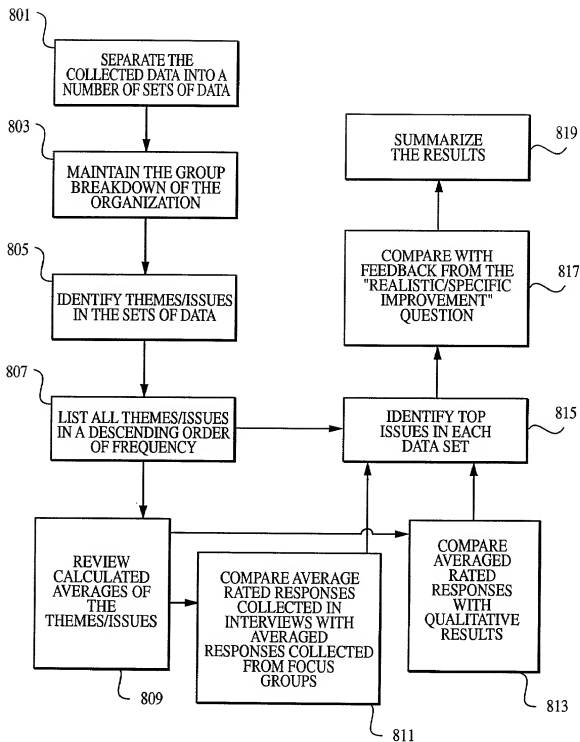 801
SEPARATE THE
COLLECTED DATA INTO A
NUMBER OF SETS OF DATA
803
MAINTAIN THE GROUP
BREAKDOWN OF THE
ORGANIZATION
805
IDENTIFY THEMES/ISSUES
IN THE SETS OF DATA
807
LIST ALL THEMES/ISSUES
IN A DESCENDING ORDER
OF FREQUENCY
REVIEW
CALCULATED
AVERAGES OF
THE
THEMES/ISSUES
809
COMPARE AVERAGE
RATED RESPONSES
COLLECTED IN
INTERVIEWS WITH
AVERAGED
RESPONSES COLLECTED
FROM FOCUS
GROUPS
811
COMPARE
AVERAGED
RATED
RESPONSES
WITH
QUALITATIVE
RESULTS
813
IDENTIFY TOP
ISSUES IN EACH
DATA SET
815
COMPARE WITH
FEEDBACK FROM THE
"REALISTIC/SPECIFIC
IMPROVEMENT"
QUESTION
817
SUMMARIZE
THE RESULTS
819